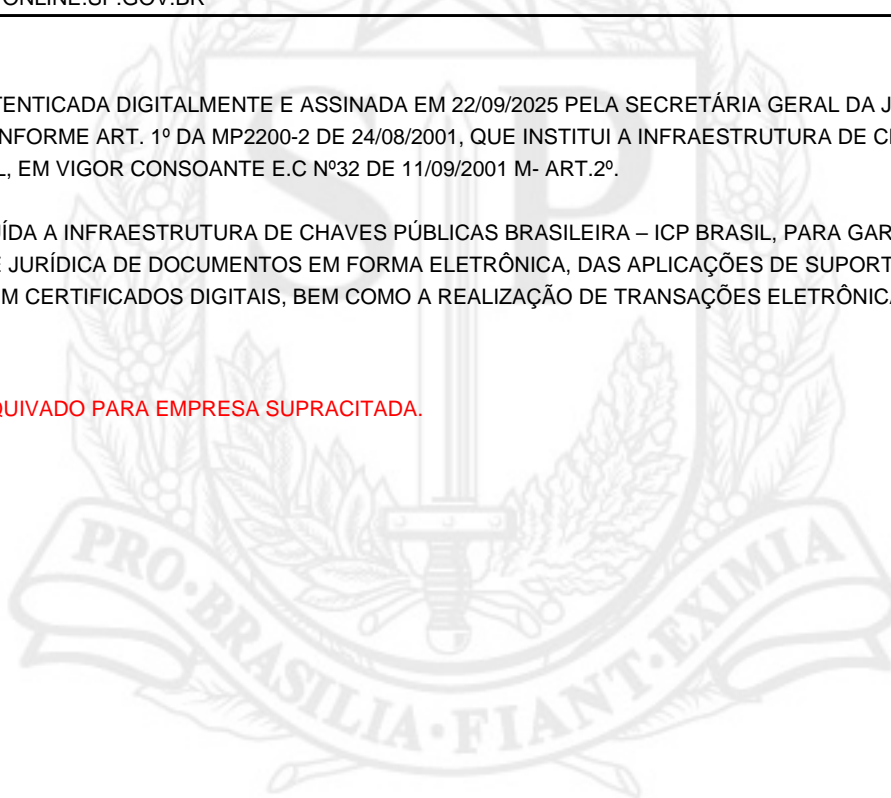 ONLINE.SP.GOV.BR
TENTICADA DIGITALMENTE E ASSINADA EM 22/09/2025 PELA SECRETÁRIA GERAL DA J
NFORME ART. 1º DA MP2200-2 DE 24/08/2001, QUE INSTITUI A INFRAESTRUTURA DE C
L, EM VIGOR CONSOANTE E.C Nº32 DE 11/09/2001 M- ART.2º.
UÍDA A INFRAESTRUTURA DE CHAVES PÚBLICAS BRASILEIRA – ICP BRASIL, PARA GAR
E JURÍDICA DE DOCUMENTOS EM FORMA ELETRÔNICA, DAS APLICAÇÕES DE SUPORT
M CERTIFICADOS DIGITAIS, BEM COMO A REALIZAÇÃO DE TRANSAÇÕES ELETRÔNICA
QUIVADO PARA EMPRESA SUPRACITADA.
SP
PRO·BRASILIA·FIANT·EXIMIA